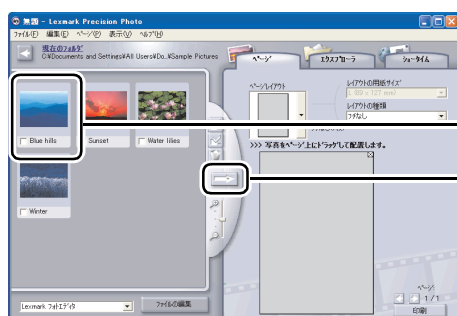 無題 - Lexmark Precision Photo
ファイル(F) 編集(E) ページ(P) 表示(V) ヘルプ(H)
現在のフォルダ
C:¥Documents and Settings¥All Users¥Do..¥Sample Pictures
ページ
エクスプローラ
ショータイム
ページレイアウト
レイアウトの用紙サイズ
L (89 x 127 mm)
レイアウトの種類
フチなし
>>> 写真をページ上にドラッグして配置します。
Blue hills
Sunset
Water lilies
Winter
Lexmark フォトエディタ
ファイルの編集
ページ:
1 / 1
印刷